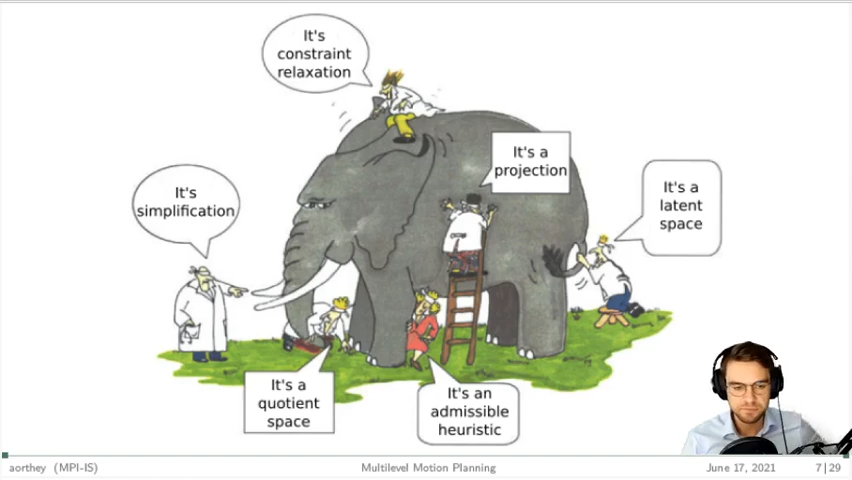 It's
constraint
relaxation
It's a
projection
It's
simplification
It's a
latent
space
It's a
quotient
space
It's an
admissible
heuristic
aorthey (MPI-IS)
Multilevel Motion Planning
June 17, 2021
7|29